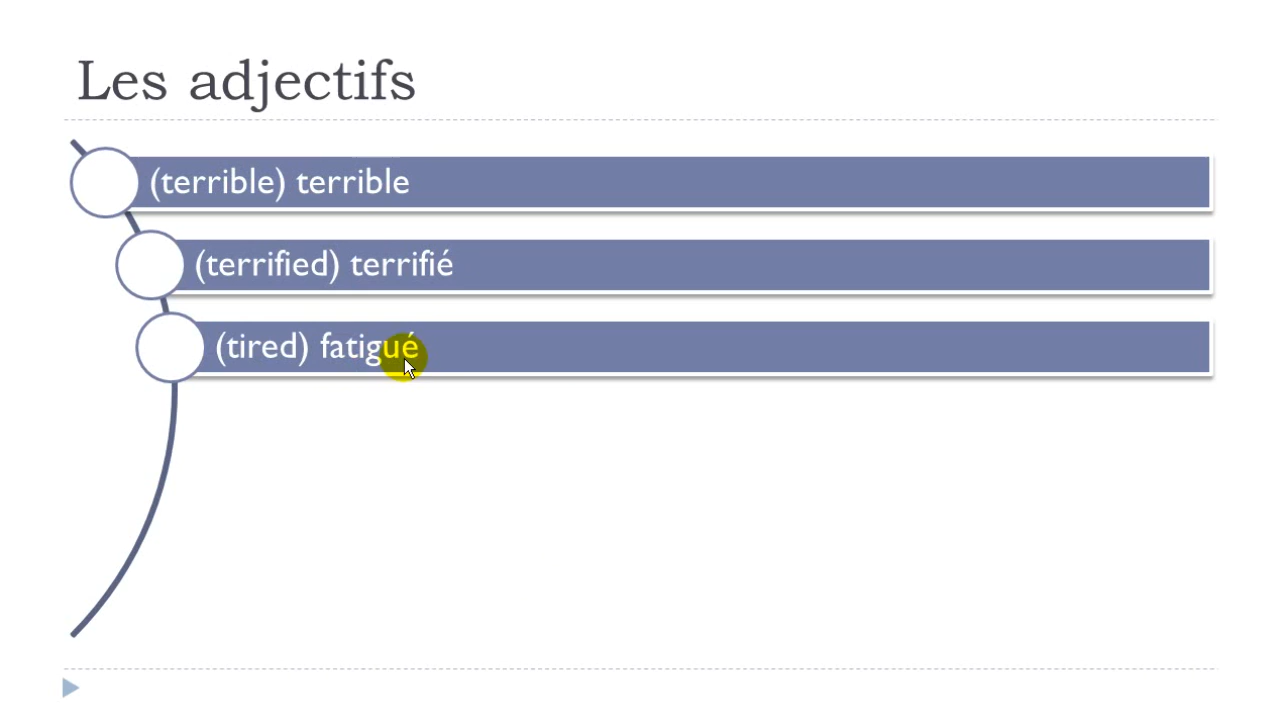 Les adjectifs
(terrible) terrible
(terrified) terrifié
(tired) fatigué